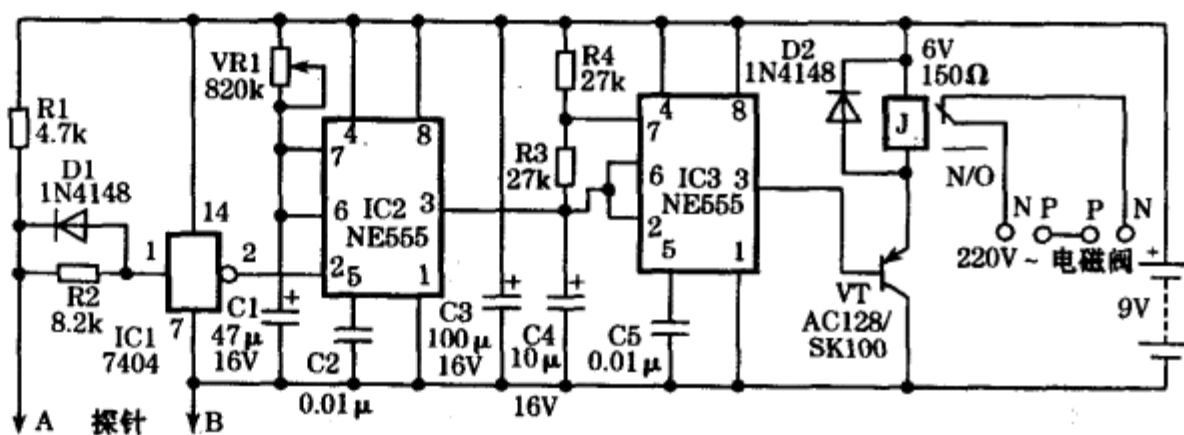 VR1
820k
R1
4.7k
D1
1N4148
14
1
2
R2
8.2k
7
IC1
7404
C1
47μ
16V
+
4
8
7
6
IC2
NE555
3
2
5
1
C2
0.01μ
C3
100μ
16V
+
R4
27k
R3
27k
C4
10μ
16V
+
4
8
7
6
IC3
NE555
3
2
5
1
C5
0.01μ
D2
1N4148
6V
150Ω
J
N/O
N P P N
220V~ 电磁阀
VT
AC128/
SK100
+
9V
A 探针 B